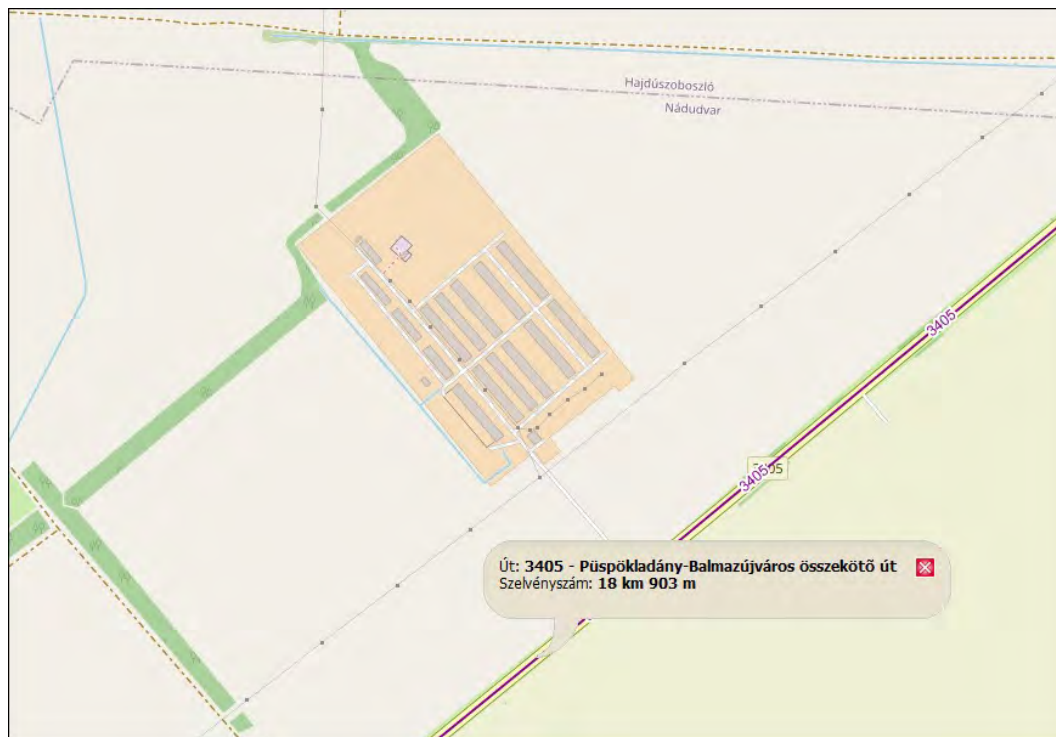 Hajdúszoboszló
Nádudvar
3405
3405
3405
Út: 3405 - Püspökladány-Balmazújváros összekötő út
Szelvényszám: 18 km 903 m